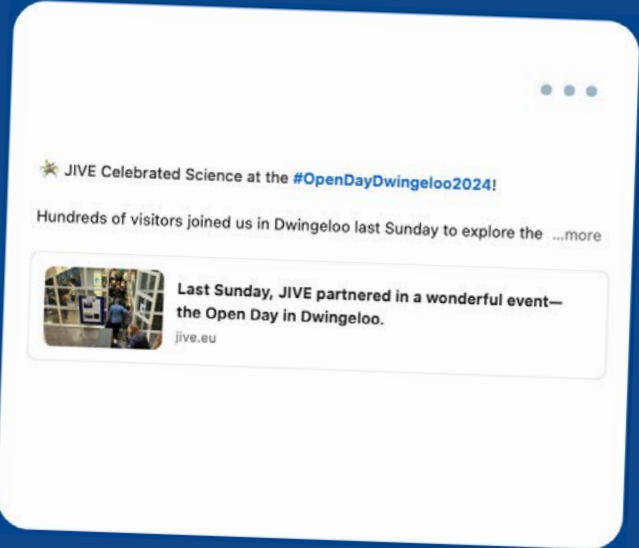 JIVE Celebrated Science at the #OpenDayDwingeloo2024!
Hundreds of visitors joined us in Dwingeloo last Sunday to explore the ...more
Last Sunday, JIVE partnered in a wonderful event—
the Open Day in Dwingeloo.
jive.eu